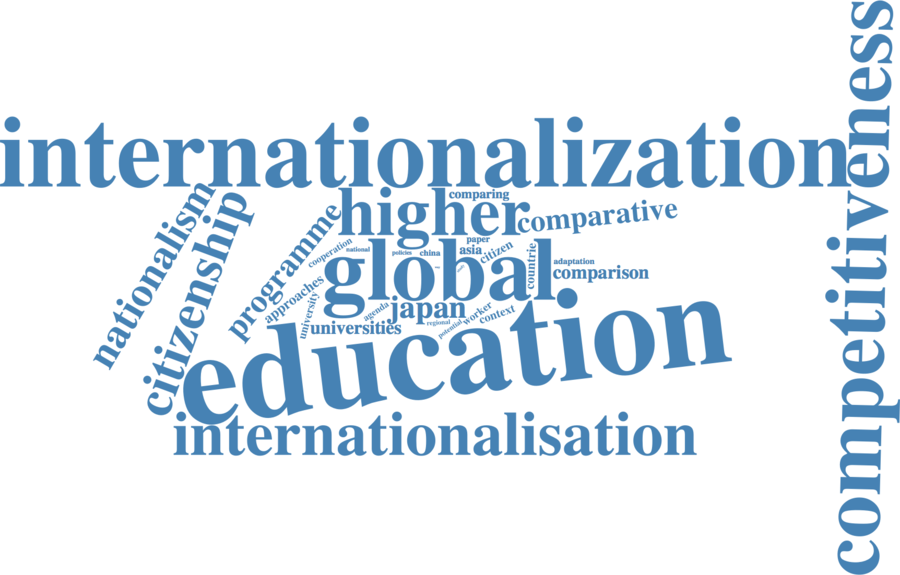 competitiveness
internationalization
nationalism
citizenship
programme
higher
comparing
comparative
cooperation
national
policies
china
paper
asia
citizen
countrie
adaptation
comparison
global
approaches
university
agenda
japan
universities
regional
potential
worker
context
education
internationalisation